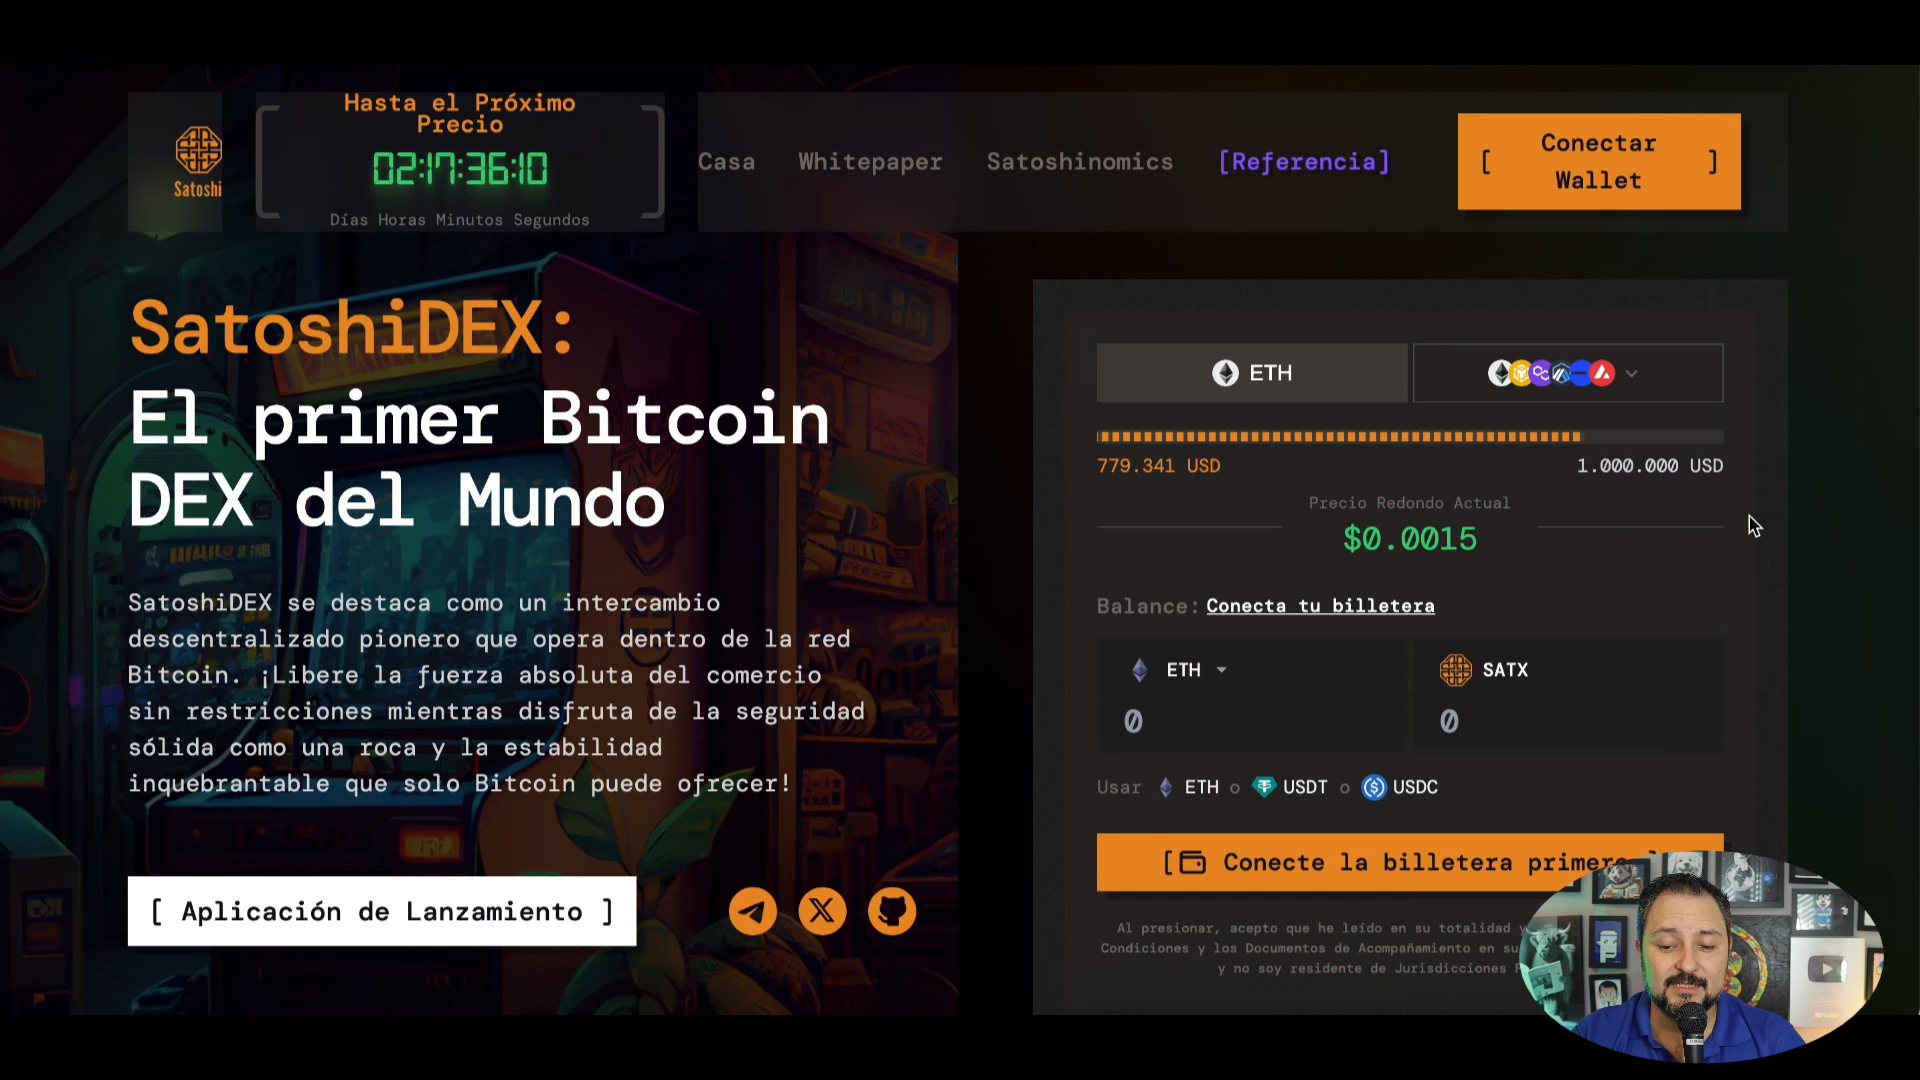 Satoshi
Hasta el Próximo
Precio
02:17:36:10
Días Horas Minutos Segundos
Casa
Whitepaper
Satoshinomics
[Referencia]
[ Conectar
Wallet ]
SatoshiDEX:
El primer Bitcoin
DEX del Mundo
SatoshiDEX se destaca como un intercambio
descentralizado pionero que opera dentro de la red
Bitcoin. ¡Libere la fuerza absoluta del comercio
sin restricciones mientras disfruta de la seguridad
sólida como una roca y la estabilidad
inquebrantable que solo Bitcoin puede ofrecer!
[ Aplicación de Lanzamiento ]
ETH
779.341 USD
1.000.000 USD
Precio Redondo Actual
$0.0015
Balance: Conecta tu billetera
ETH
0
SATX
0
Usar ETH o USDT o USDC
[ Conecte la billetera primero ]
Al presionar, acepto que he leído en su totalidad y
Condiciones y los Documentos de Acompañamiento en su
y no soy residente de Jurisdicciones